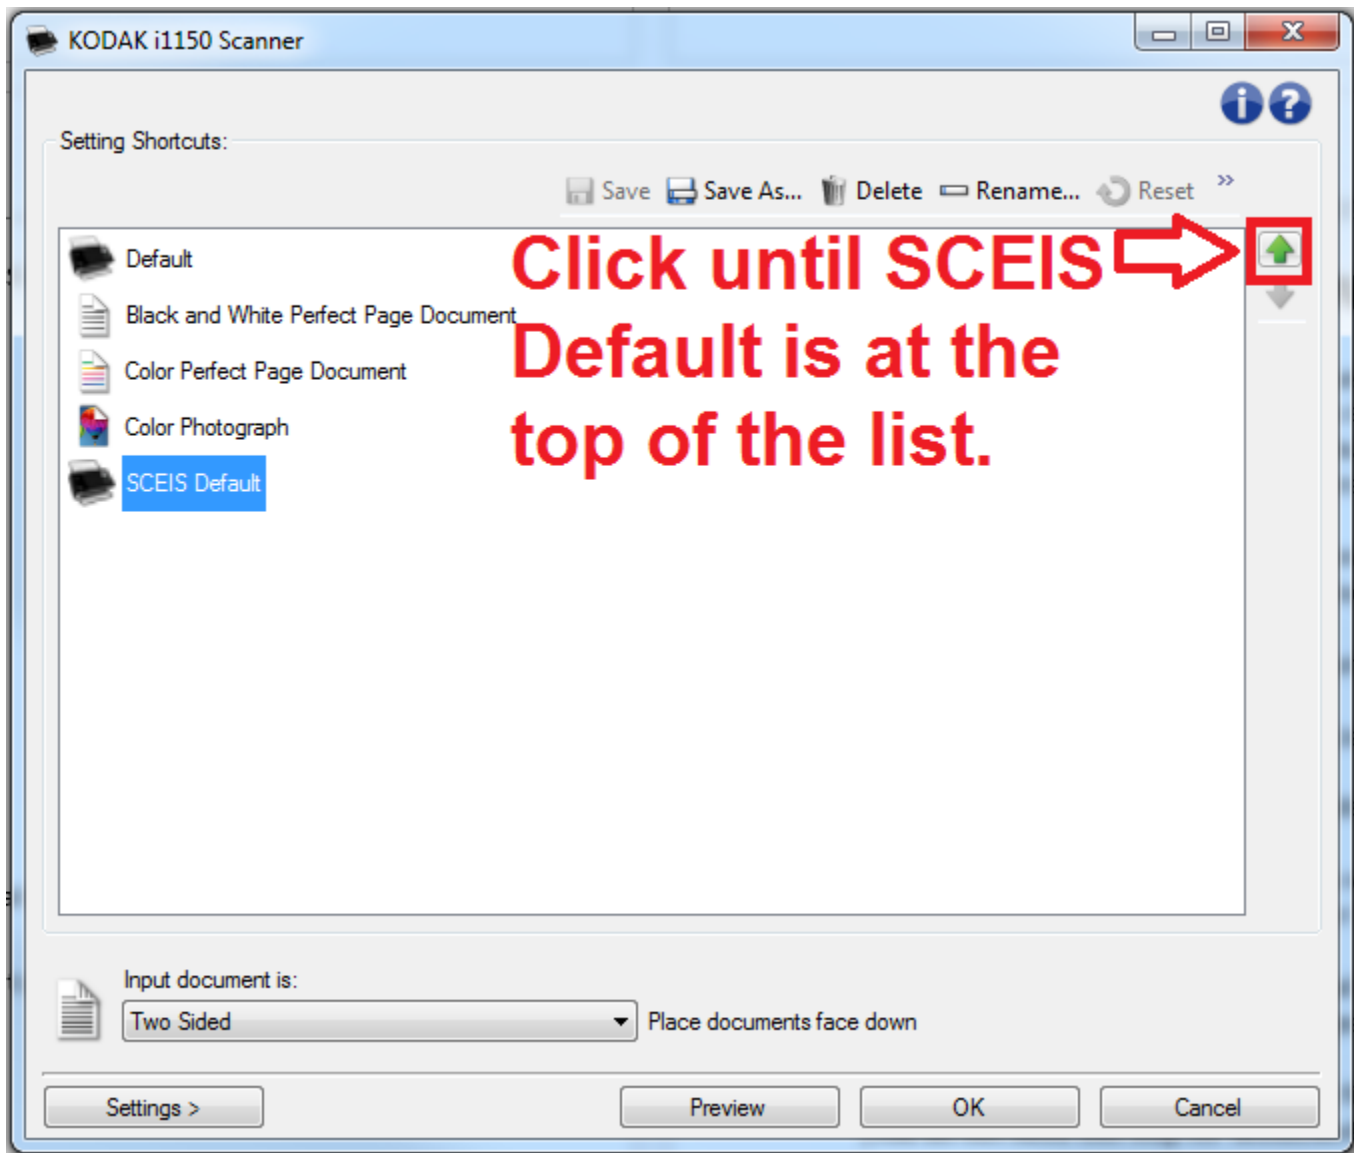 KODAK i1150 Scanner
Setting Shortcuts:
Save Save As... Delete Rename... Reset »
Default
Black and White Perfect Page Document
Color Perfect Page Document
Color Photograph
SCEIS Default
Click until SCEIS
Default is at the
top of the list.
Input document is:
Two Sided Place documents face down
Settings > Preview OK Cancel